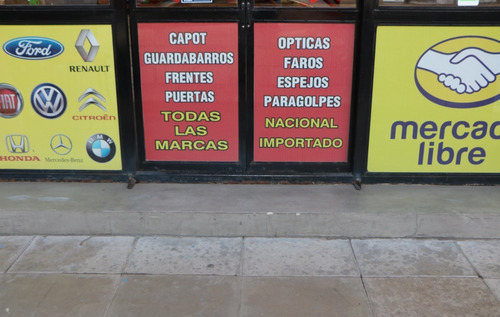 Ford
RENAULT
FIAT
CITROËN
HONDA
Mercedes-Benz
BMW
CAPOT
GUARDABARROS
FRENTES
PUERTAS
TODAS
LAS
MARCAS
OPTICAS
FAROS
ESPEJOS
PARAGOLPES
NACIONAL
IMPORTADO
mercad
libre